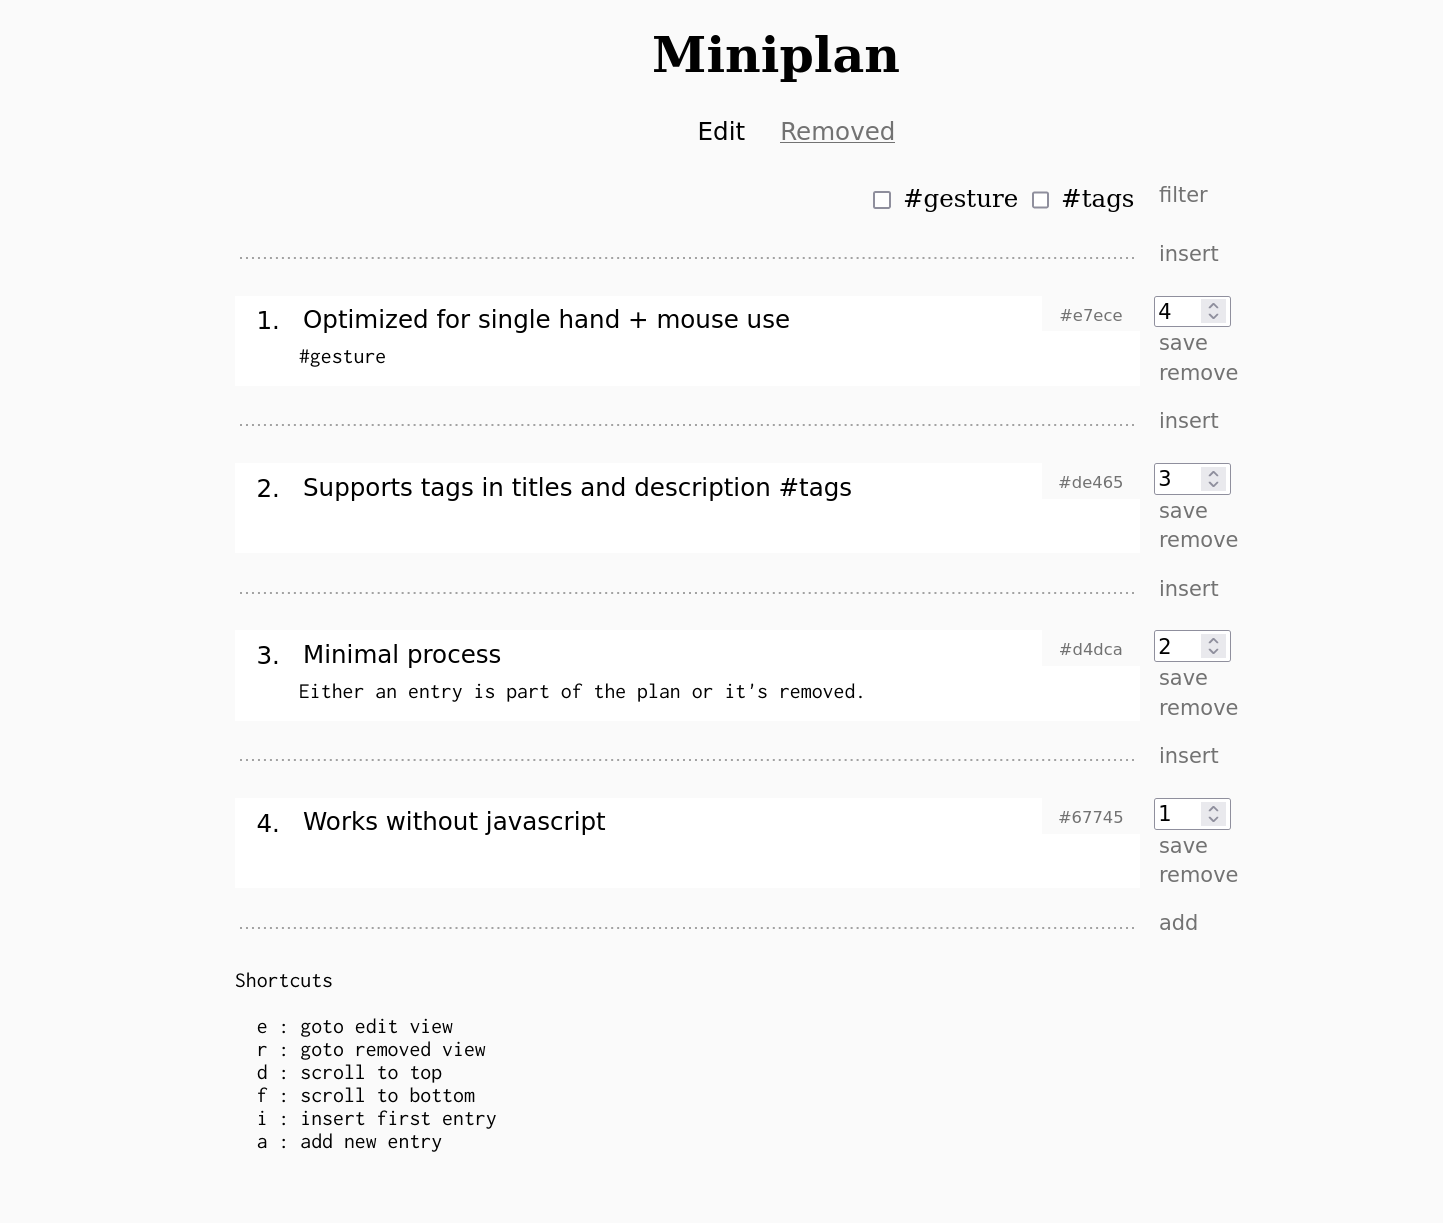 Miniplan
Edit Removed
#gesture #tags filter
insert
1. Optimized for single hand + mouse use #e7ece 4
#gesture save
remove
insert
2. Supports tags in titles and description #tags #de465 3
save
remove
insert
3. Minimal process #d4dca 2
Either an entry is part of the plan or it's removed. save
remove
insert
4. Works without javascript #67745 1
save
remove
add
Shortcuts
e : goto edit view
r : goto removed view
d : scroll to top
f : scroll to bottom
i : insert first entry
a : add new entry